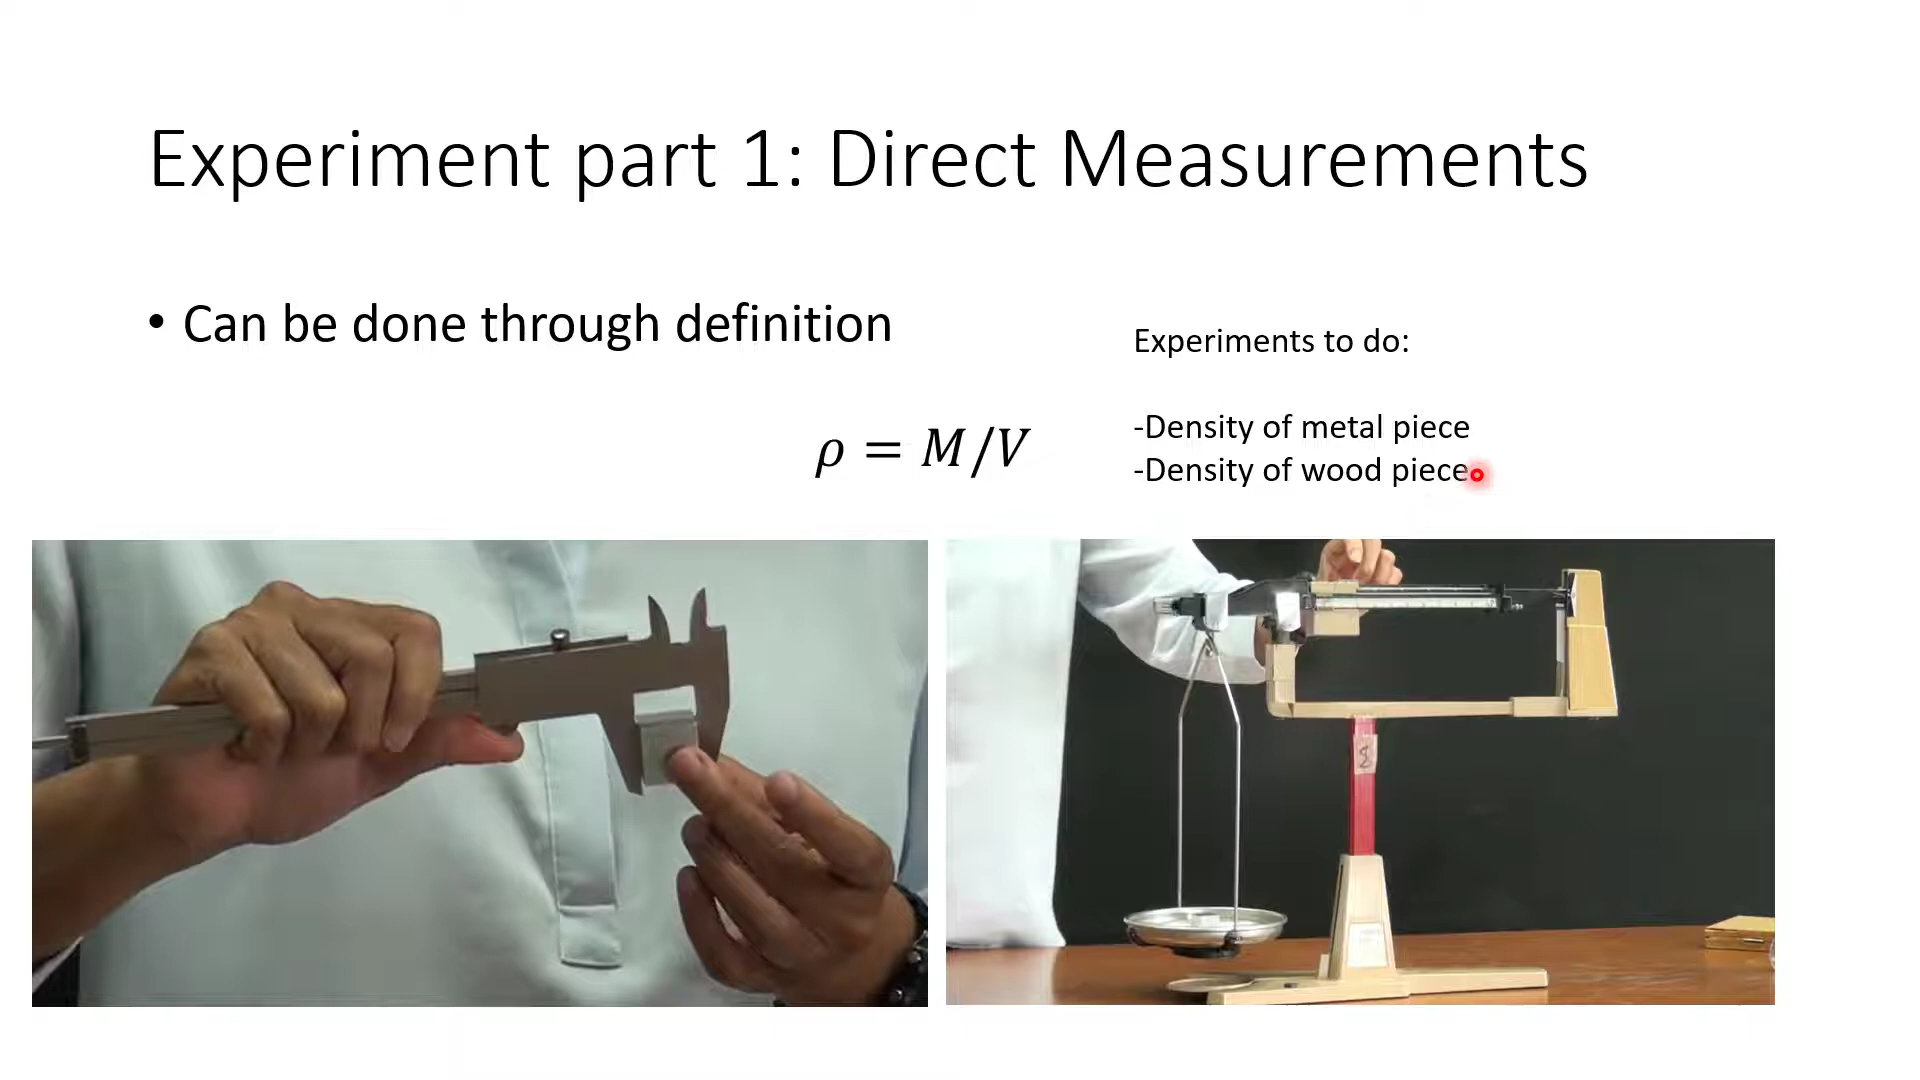 Experiment part 1: Direct Measurements
• Can be done through definition
ρ = M/V
Experiments to do:
-Density of metal piece
-Density of wood piece